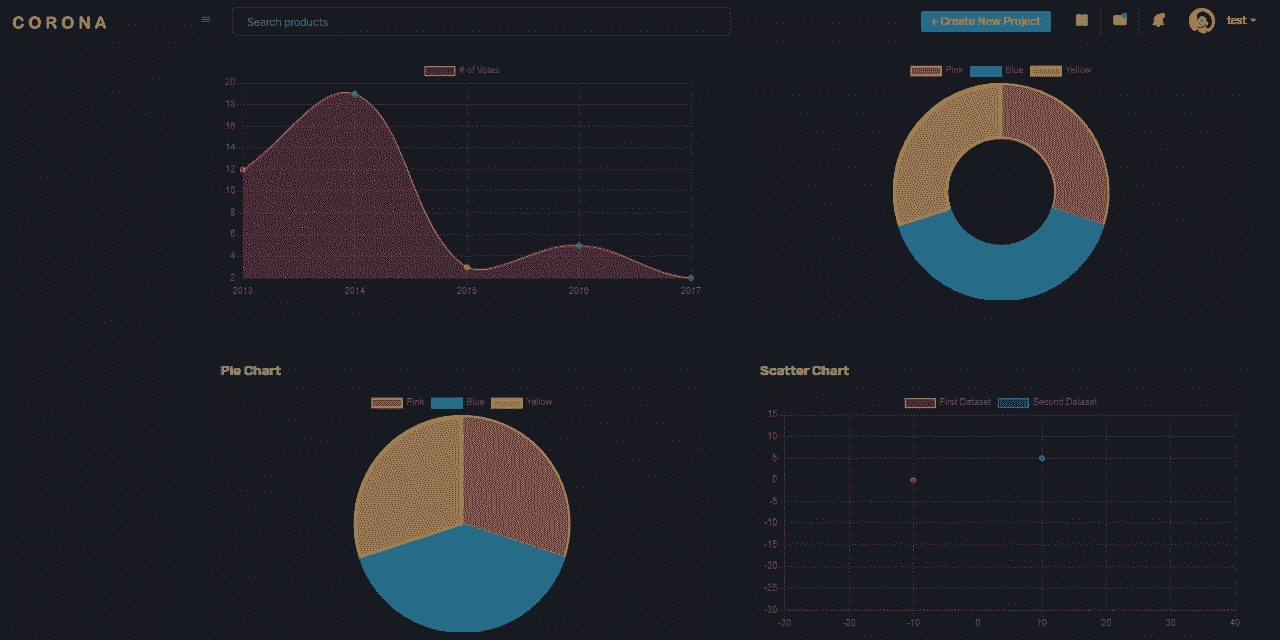 CORONA
Search products
+ Create New Project
test
# of Votes
20
18
16
14
12
10
8
6
4
2
2013 2014 2015 2016 2017
Pink Blue Yellow
Pie Chart
Pink Blue Yellow
Scatter Chart
First Dataset Second Dataset
15
10
5
0
-5
-10
-15
-20
-25
-30
-30 -20 -10 0 10 20 30 40